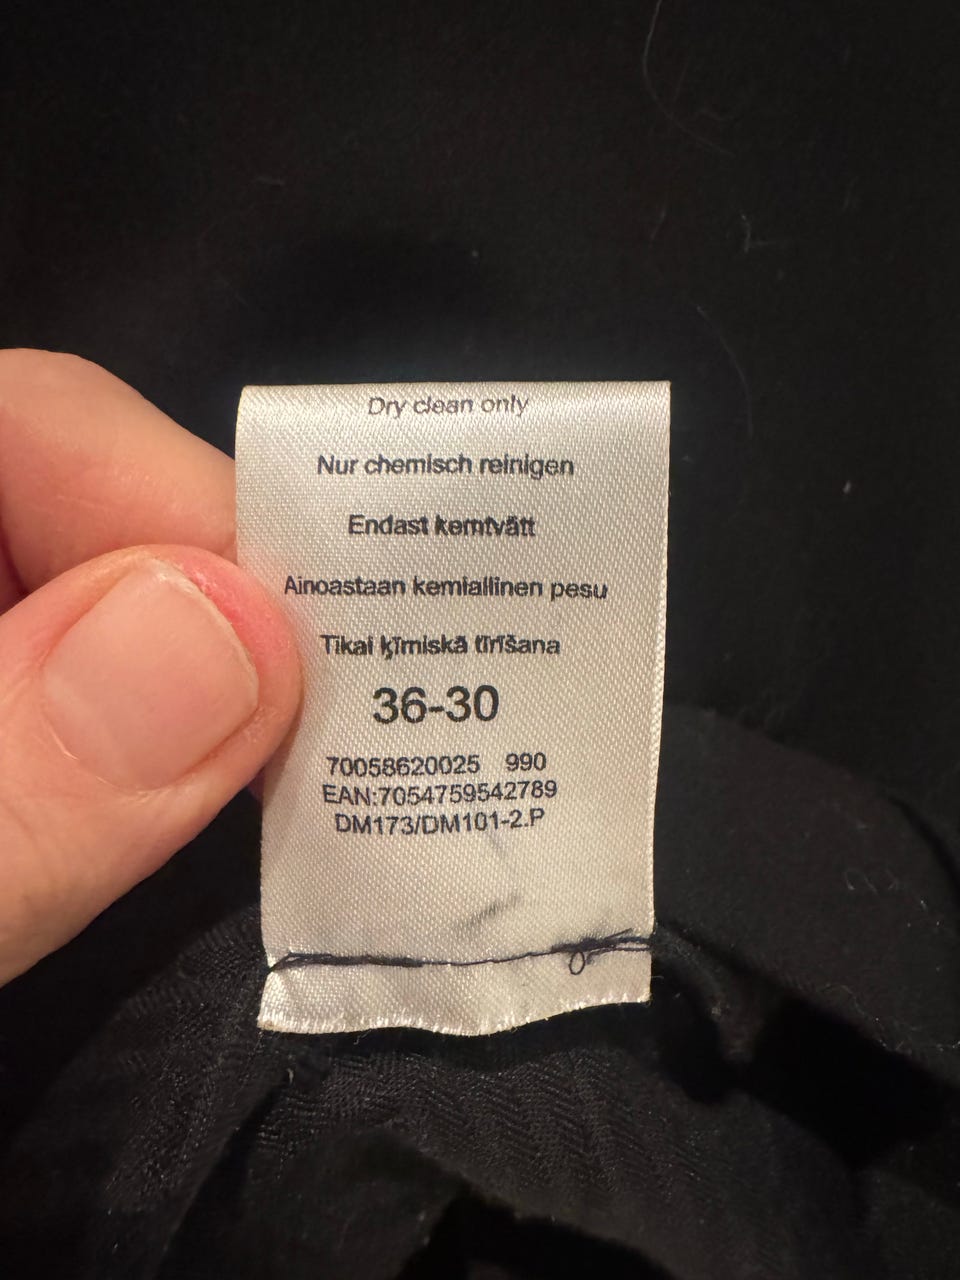 Dry clean only
Nur chemisch reinigen
Endast kemtvätt
Ainoastaan kemiallinen pesu
Tikai ķīmiskā tīrīšana
36-30
70058620025 990
EAN:7054759542789
DM173/DM101-2.P